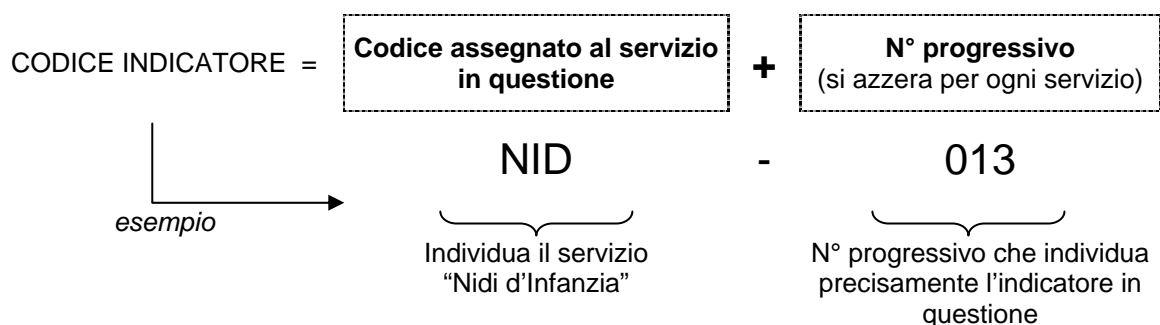 CODICE INDICATORE =
Codice assegnato al servizio
in questione
+
N° progressivo
(si azzera per ogni servizio)
NID
-
013
esempio
Individua il servizio
“Nidi d’Infanzia”
N° progressivo che individua
precisamente l’indicatore in
questione